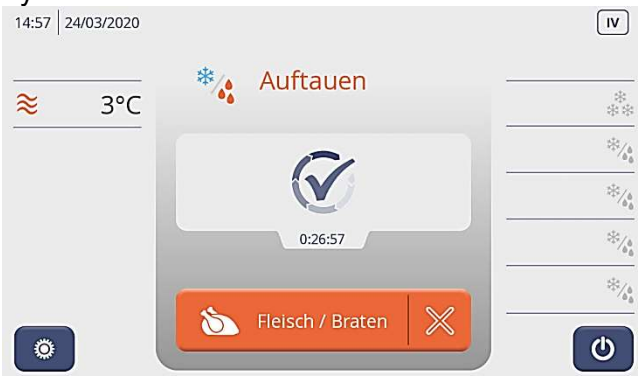 14:57 24/03/2020
IV
Auftauen
3°C
0:26:57
Fleisch / Braten